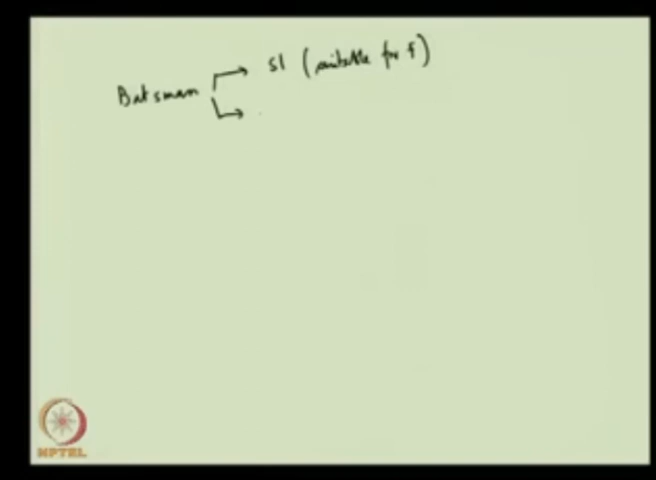 Batsman → S1 (suitable for f)
→
NPTEL